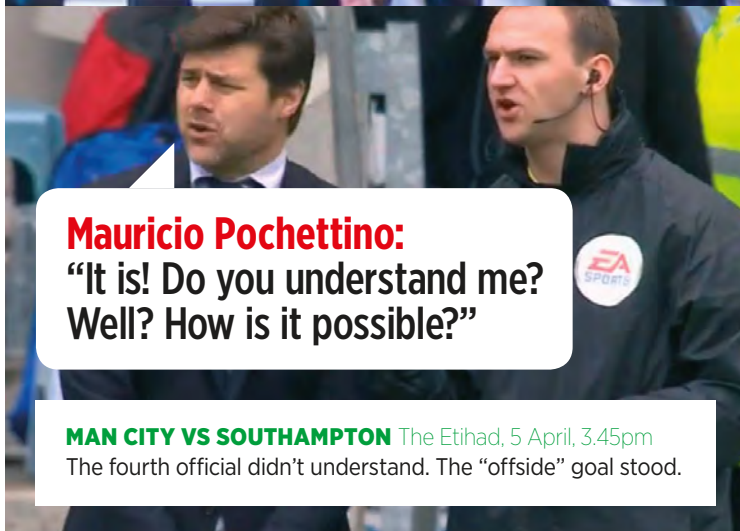 Mauricio Pochettino:
“It is! Do you understand me?
Well? How is it possible?”
EA
SPORTS
MAN CITY VS SOUTHAMPTON The Etihad, 5 April, 3.45pm
The fourth official didn’t understand. The “offside” goal stood.